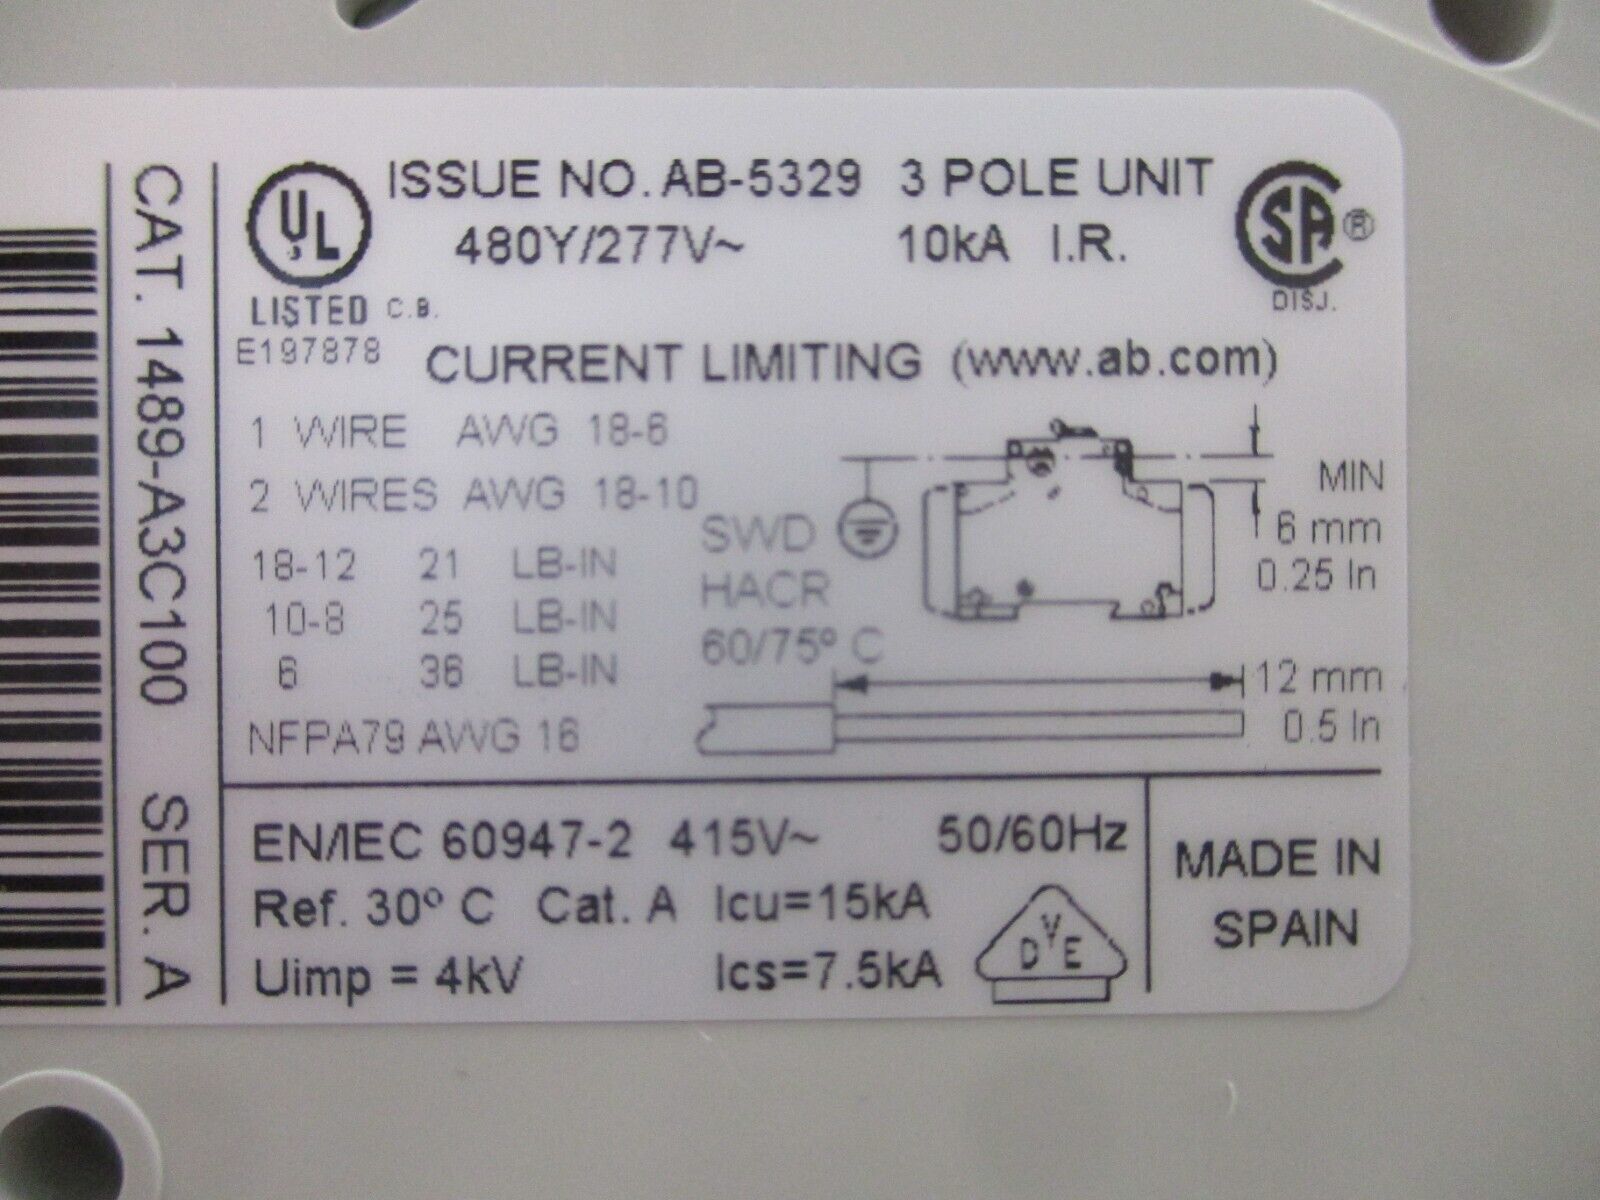 CAT. 1489-A3C100 SER. A
UL
LISTED C.B.
E197878
ISSUE NO. AB-5329 3 POLE UNIT
480Y/277V~ 10kA I.R.
SA ®
DISJ.
CURRENT LIMITING (www.ab.com)
1 WIRE AWG 18-6
2 WIRES AWG 18-10
18-12 21 LB-IN
10-8 25 LB-IN
6 36 LB-IN
NFPA79 AWG 16
SWD
HACR
60/75º C
MIN
6 mm
0.25 In
12 mm
0.5 In
EN/IEC 60947-2 415V~ 50/60Hz
Ref. 30º C Cat. A Icu=15kA
Uimp = 4kV Ics=7.5kA
DVE
MADE IN
SPAIN